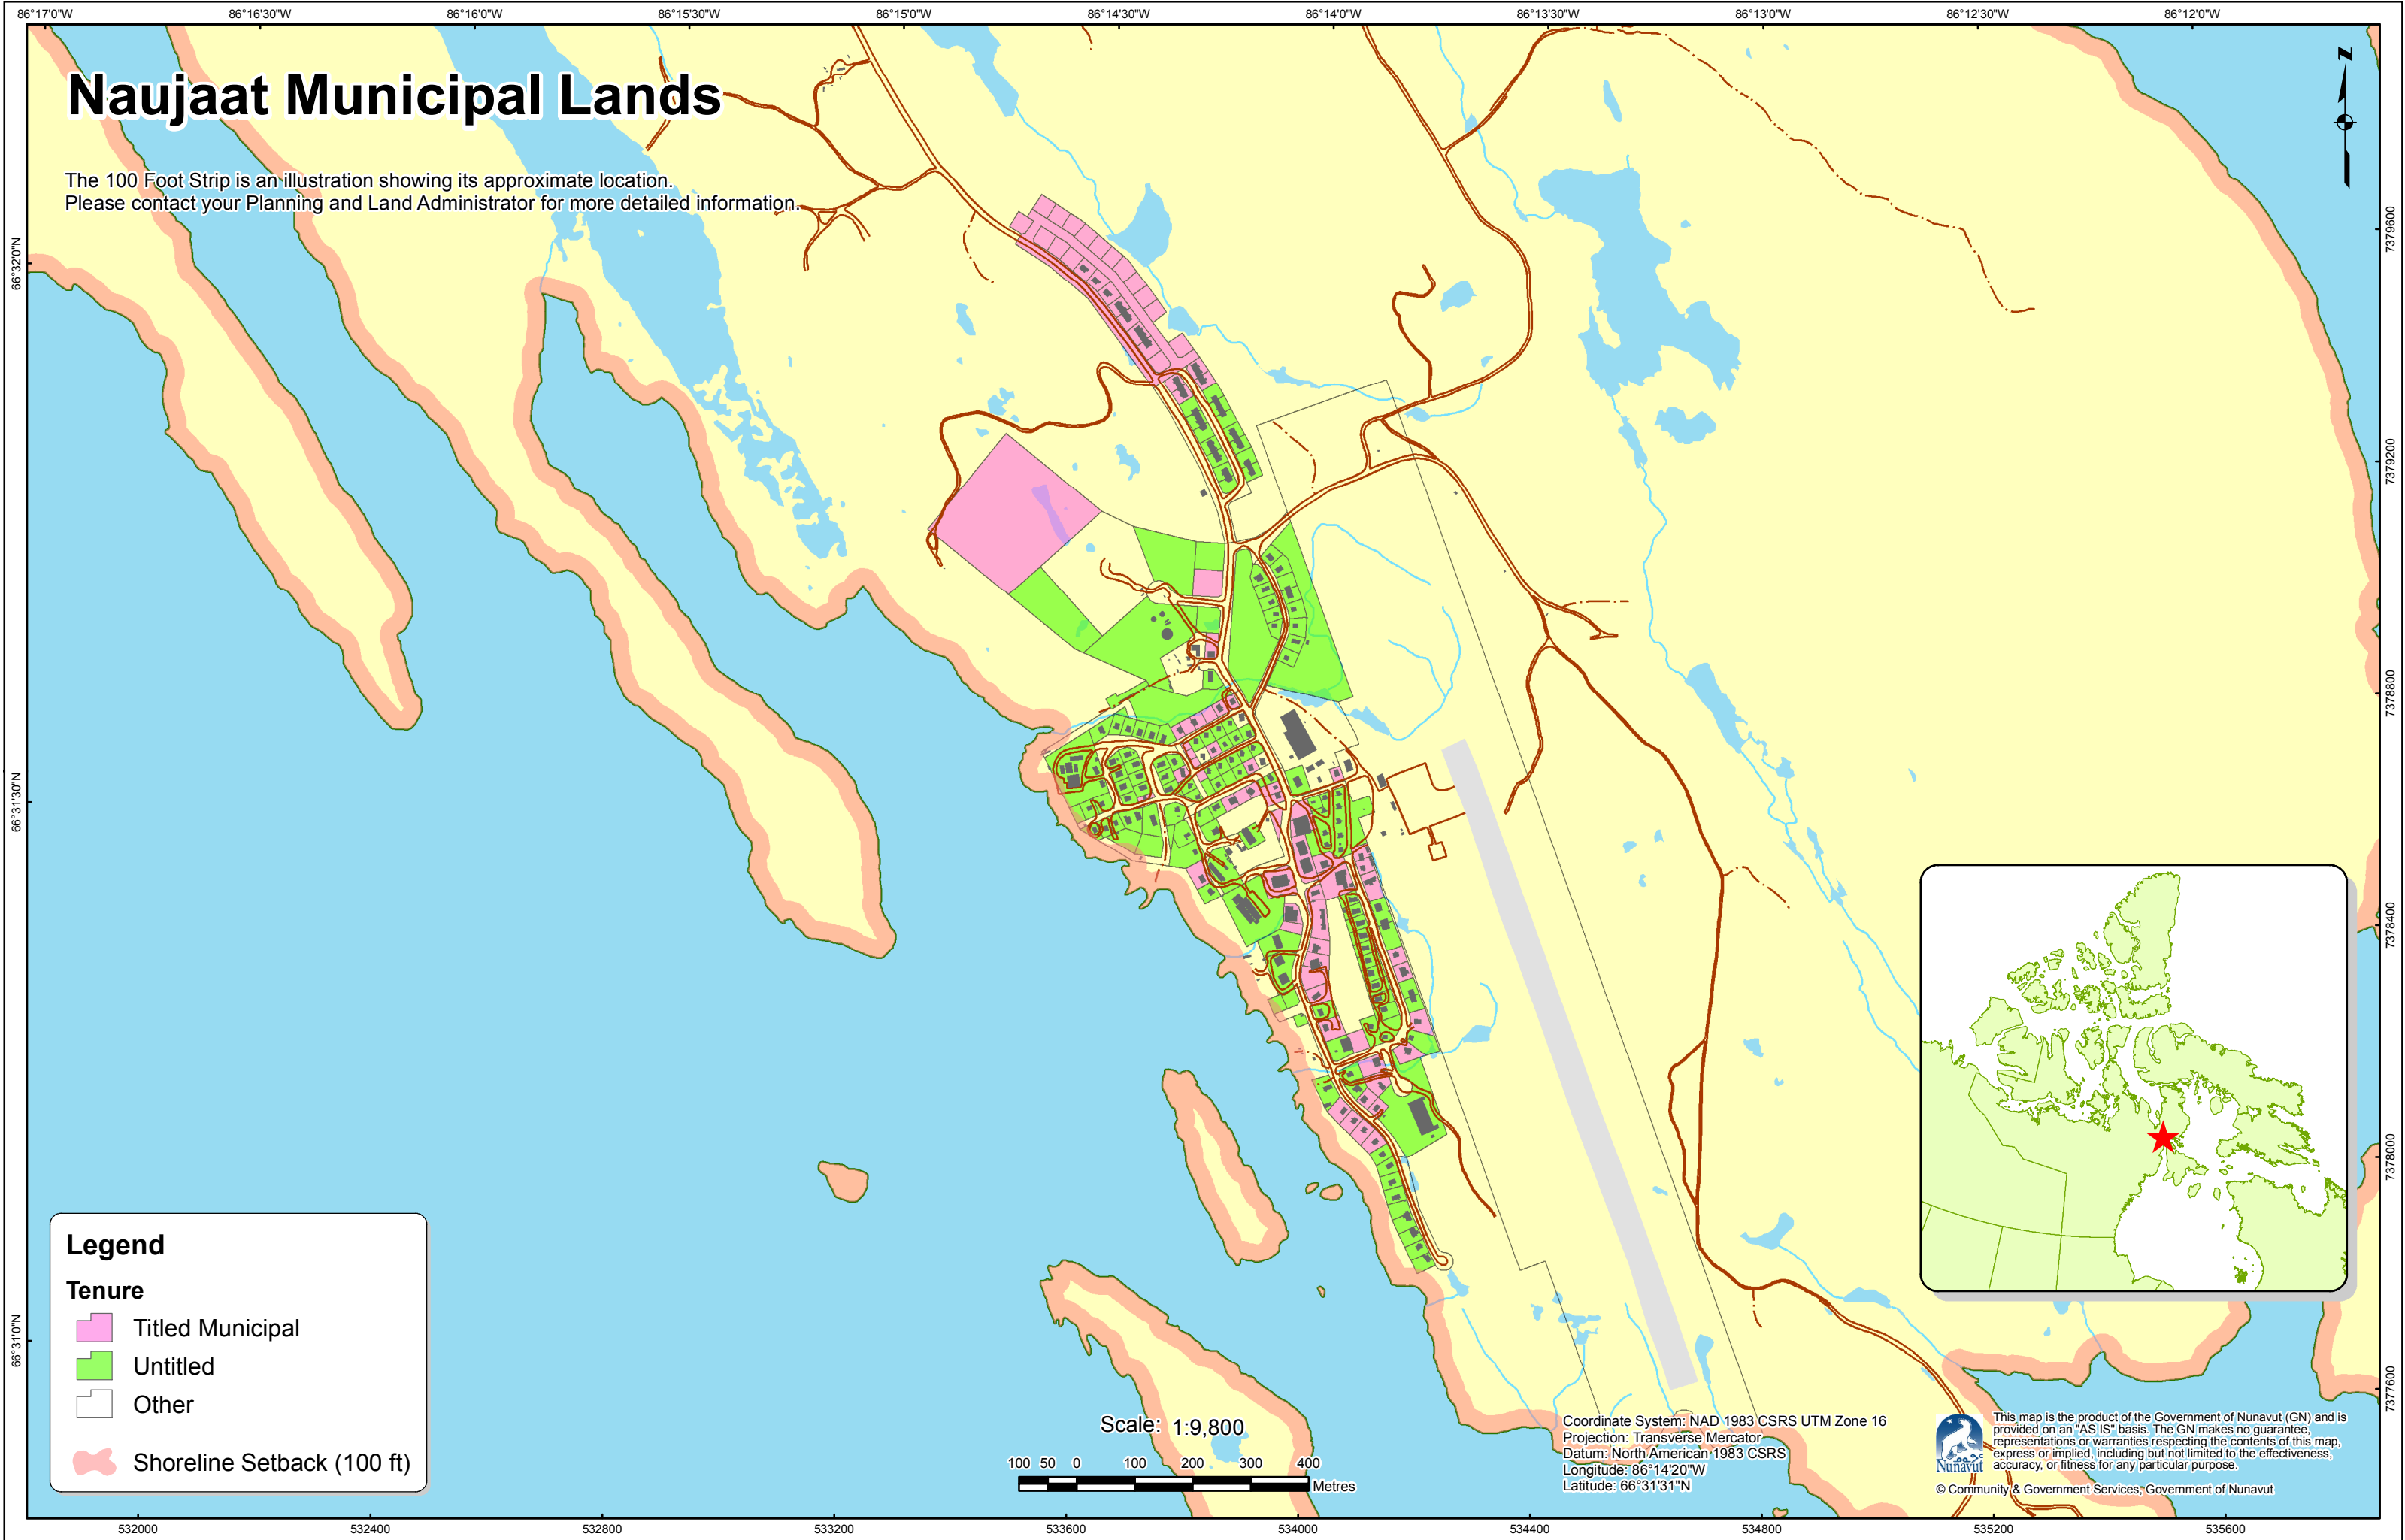 86°17'0"W 86°16'30"W 86°16'0"W 86°15'30"W 86°15'0"W 86°14'30"W 86°14'0"W 86°13'30"W 86°13'0"W 86°12'30"W 86°12'0"W
Naujaat Municipal Lands
The 100 Foot Strip is an illustration showing its approximate location.
Please contact your Planning and Land Administrator for more detailed information.
N
66°32'0"N
66°31'30"N
66°31'0"N
7379600
7379200
7378800
7378400
7378000
7377600
Legend
Tenure
Titled Municipal
Untitled
Other
Shoreline Setback (100 ft)
Scale: 1:9,800
100 50 0 100 200 300 400
Metres
Coordinate System: NAD 1983 CSRS UTM Zone 16
Projection: Transverse Mercator
Datum: North American 1983 CSRS
Longitude: 86°14'20"W
Latitude: 66°31'31"N
Nunavut
This map is the product of the Government of Nunavut (GN) and is
provided on an "AS IS" basis. The GN makes no guarantee,
representations or warranties respecting the contents of this map,
express or implied, including but not limited to the effectiveness,
accuracy, or fitness for any particular purpose.
© Community & Government Services, Government of Nunavut
532000 532400 532800 533200 533600 534000 534400 534800 535200 535600